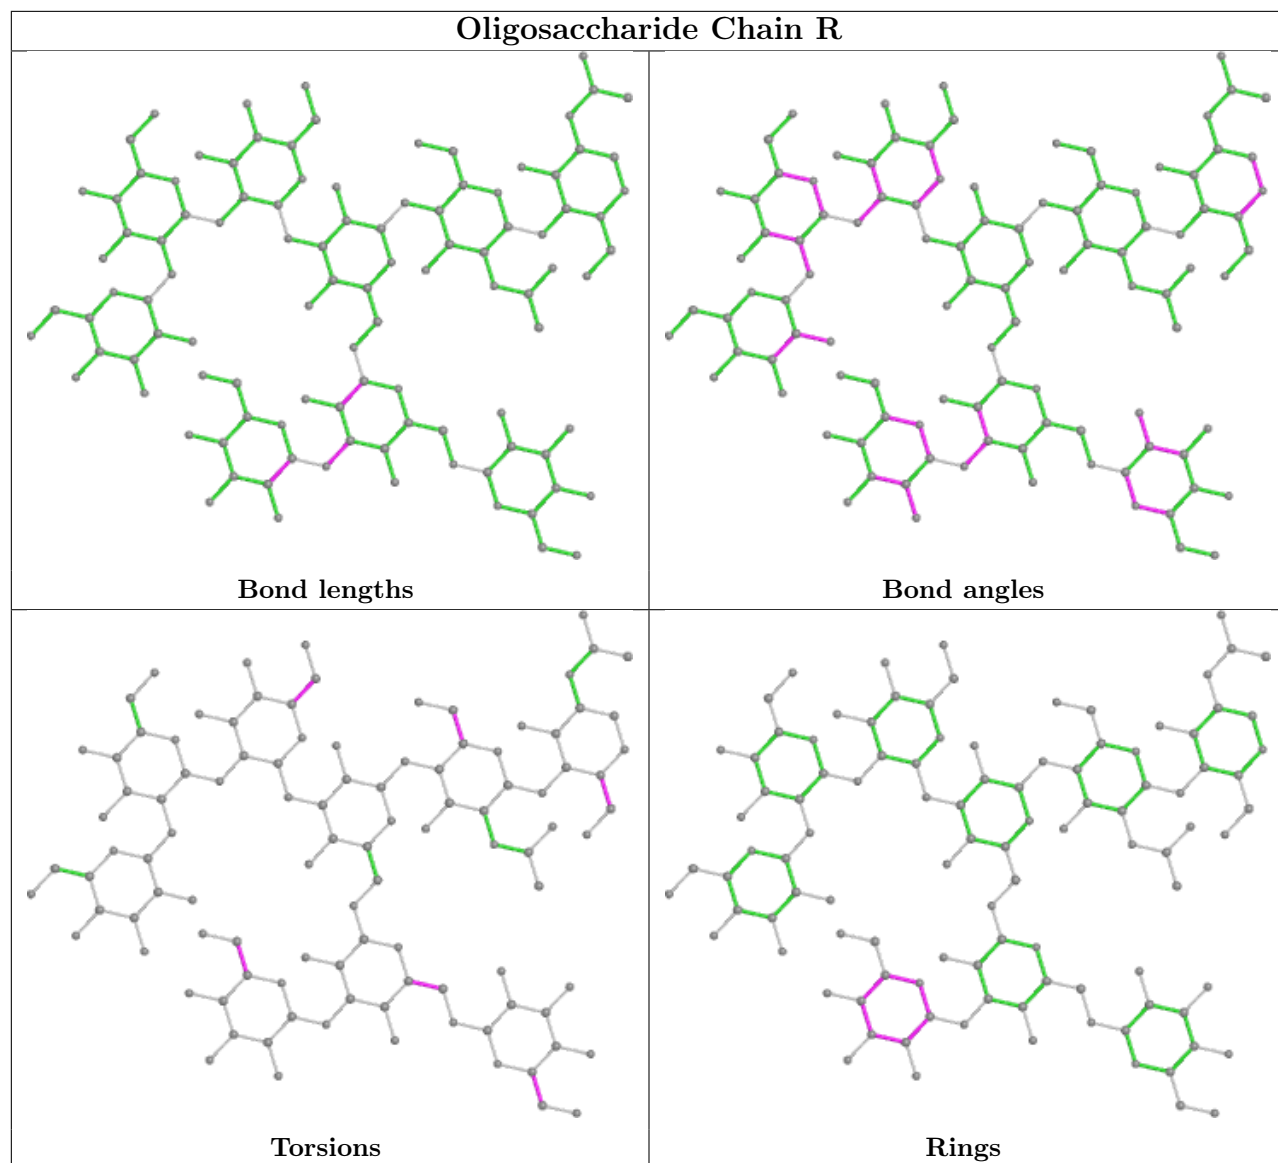 Oligosaccharide Chain R
Bond lengths
Bond angles
Torsions
Rings